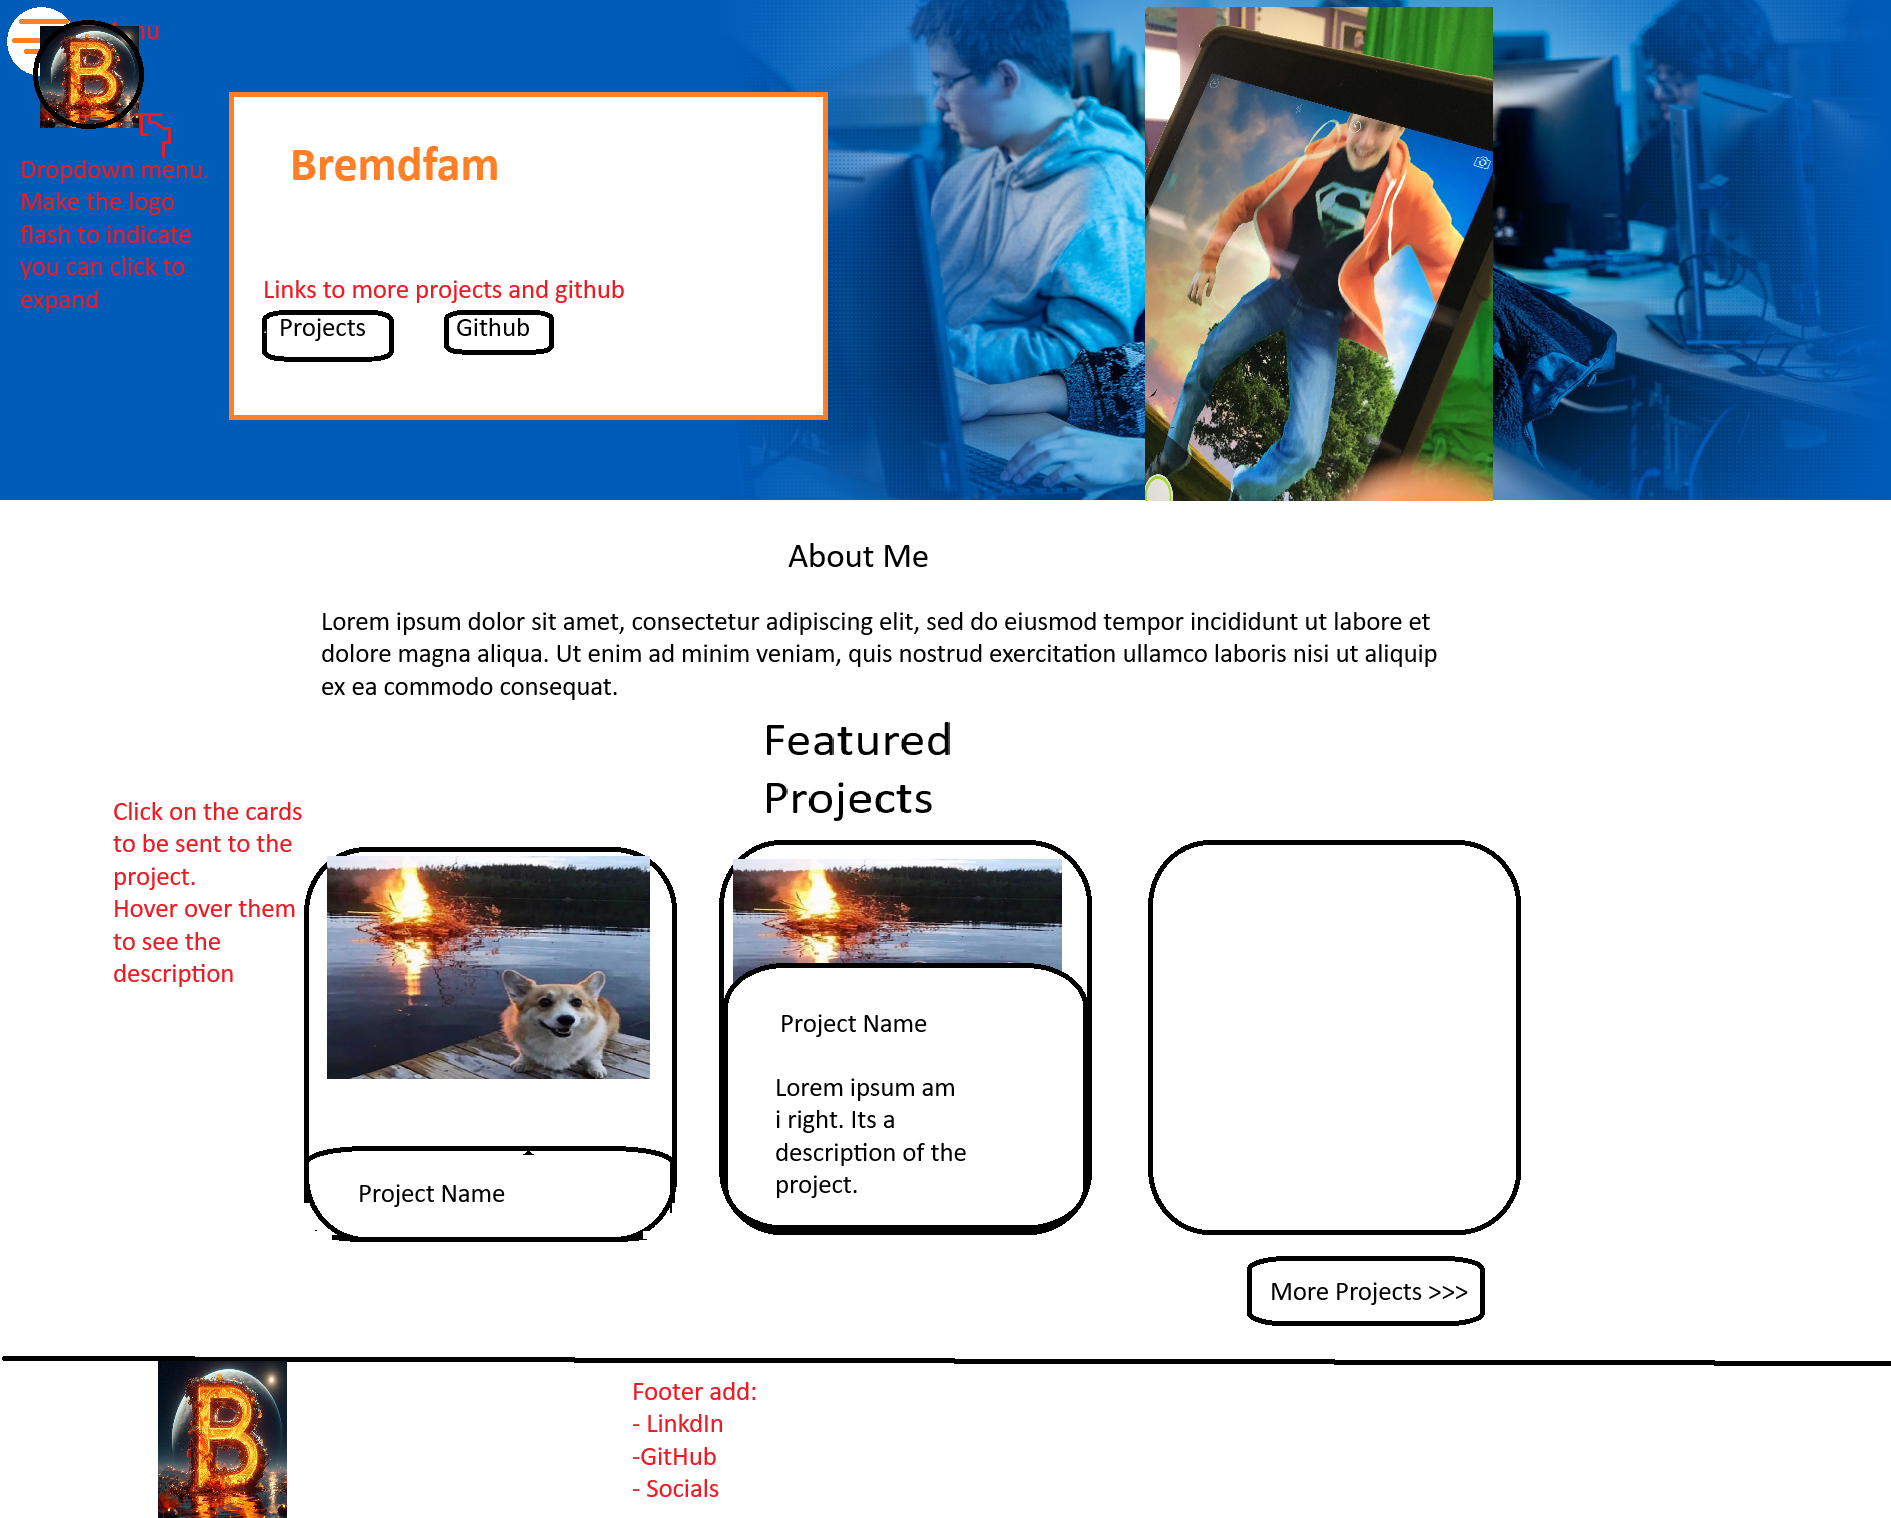 B
Dropdown menu.
Make the logo
flash to indicate
you can click to
expand
Bremdfam
Links to more projects and github
Projects
Github
S
About Me
Lorem ipsum dolor sit amet, consectetur adipiscing elit, sed do eiusmod tempor incididunt ut labore et
dolore magna aliqua. Ut enim ad minim veniam, quis nostrud exercitation ullamco laboris nisi ut aliquip
ex ea commodo consequat.
Featured
Projects
Click on the cards
to be sent to the
project.
Hover over them
to see the
description
Project Name
Project Name
Lorem ipsum am
i right. Its a
description of the
project.
More Projects >>>
B
Footer add:
- LinkdIn
-GitHub
- Socials